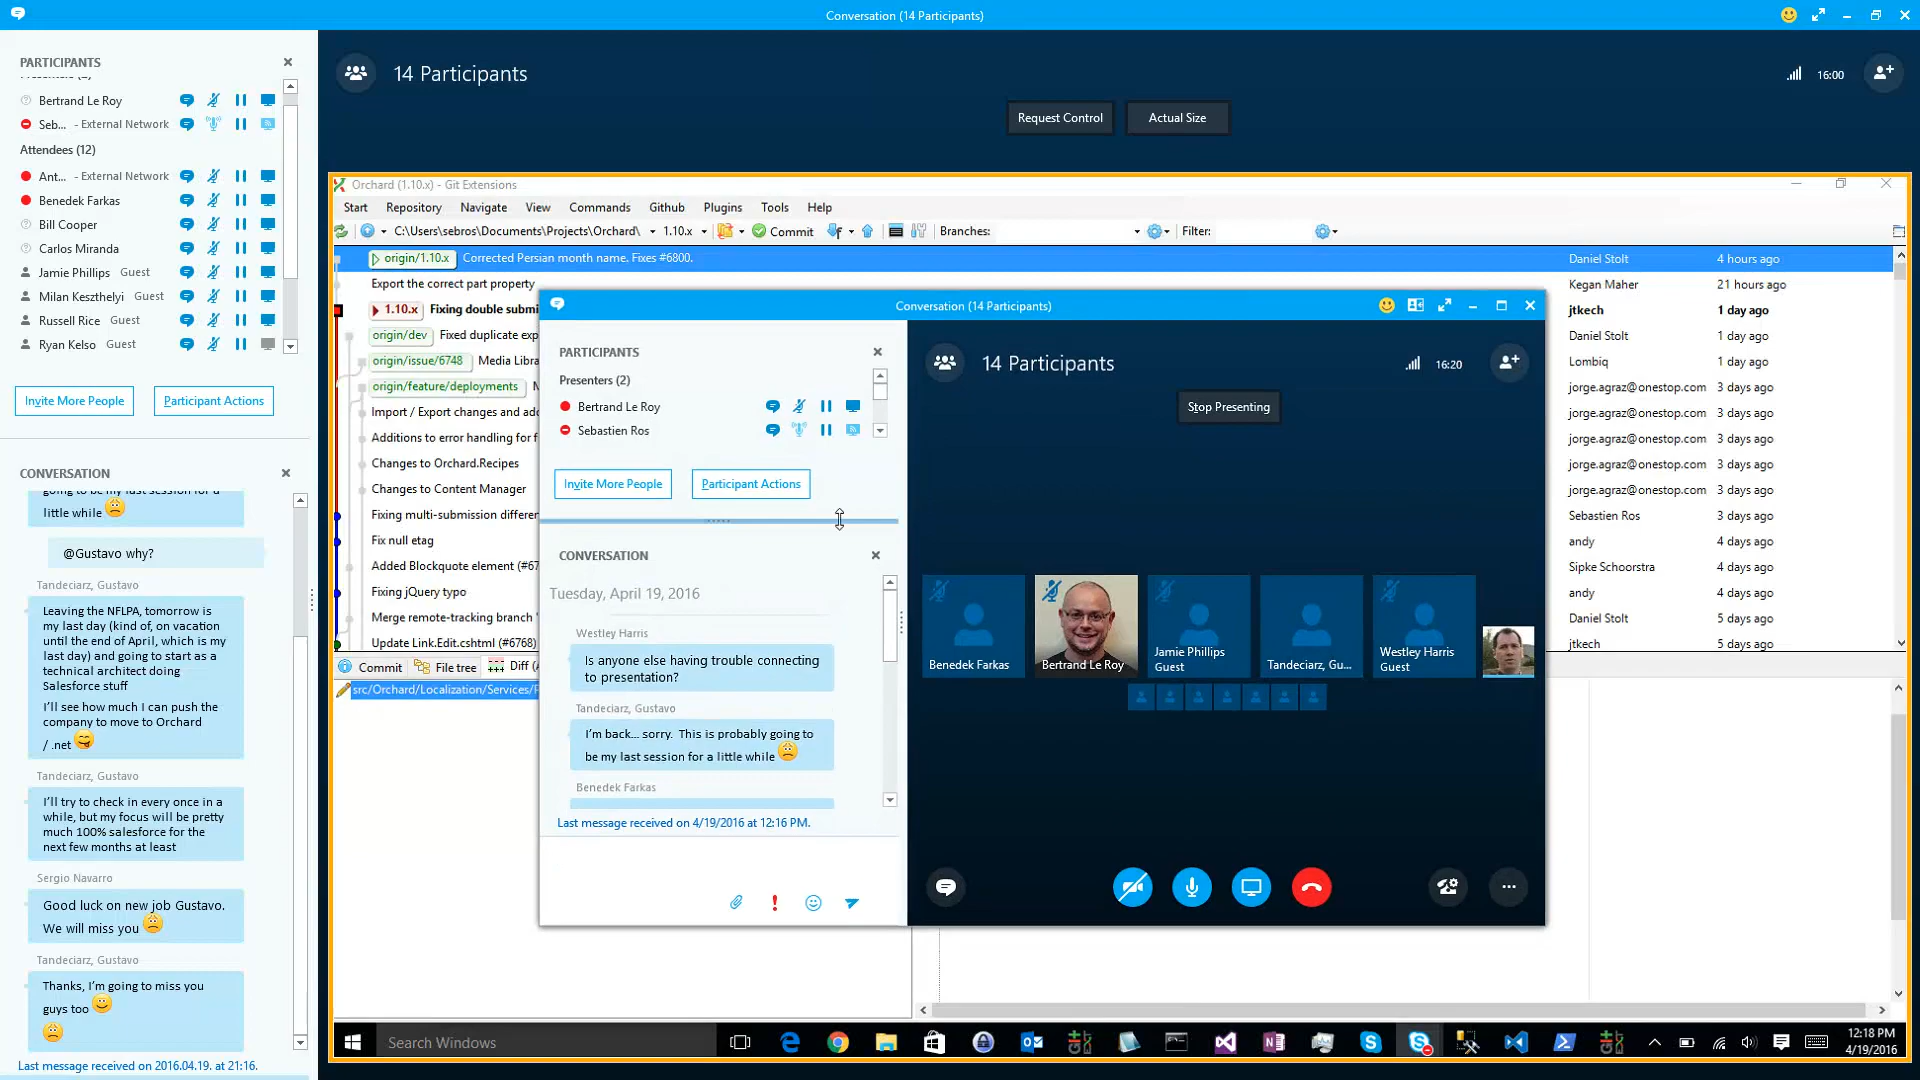 Conversation (14 Participants)
PARTICIPANTS
Bertrand Le Roy
Seb... - External Network
Attendees (12)
Ant... - External Network
Benedek Farkas
Bill Cooper
Carlos Miranda
Jamie Phillips Guest
Milan Keszthelyi Guest
Russell Rice Guest
Ryan Kelso Guest
Invite More People
Participant Actions
CONVERSATION
going to be my last session for a
little while
@Gustavo why?
Tandeciarz, Gustavo
Leaving the NFLPA, tomorrow is
my last day (kind of, on vacation
until the end of April, which is my
last day) and going to start as a
technical architect doing
Salesforce stuff
I'll see how much I can push the
company to move to Orchard
/ .net
Tandeciarz, Gustavo
I'll try to check in every once in a
while, but my focus will be pretty
much 100% salesforce for the
next few months at least
Sergio Navarro
Good luck on new job Gustavo.
We will miss you
Tandeciarz, Gustavo
Thanks, I'm going to miss you
guys too
Last message received on 2016.04.19. at 21:16.
14 Participants
16:00
Request Control
Actual Size
Orchard (1.10.x) - Git Extensions
Start Repository Navigate View Commands Github Plugins Tools Help
C:\Users\sebros\Documents\Projects\Orchard\ 1.10.x Commit Branches: Filter:
origin/1.10.x Corrected Persian month name. Fixes #6800. Daniel Stolt 4 hours ago
Export the correct part property Kegan Maher 21 hours ago
1.10.x Fixing double submi jtkech 1 day ago
origin/dev Fixed duplicate exp Daniel Stolt 1 day ago
origin/issue/6748 Media Libra Lombiq 1 day ago
origin/feature/deployments jorge.agraz@onestop.com 3 days ago
Import / Export changes and add jorge.agraz@onestop.com 3 days ago
Additions to error handling for f jorge.agraz@onestop.com 3 days ago
Changes to Orchard.Recipes jorge.agraz@onestop.com 3 days ago
Changes to Content Manager jorge.agraz@onestop.com 3 days ago
Fixing multi-submission differen Sebastien Ros 3 days ago
Fix null etag andy 4 days ago
Added Blockquote element (#67 Sipke Schoorstra 4 days ago
Fixing jQuery typo andy 4 days ago
Merge remote-tracking branch ' Daniel Stolt 5 days ago
Update Link.Edit.cshtml (#6768) jtkech 5 days ago
Commit File tree Diff (
src/Orchard/Localization/Services/P
Conversation (14 Participants)
PARTICIPANTS
Presenters (2)
Bertrand Le Roy
Sebastien Ros
Invite More People
Participant Actions
CONVERSATION
Tuesday, April 19, 2016
Westley Harris
Is anyone else having trouble connecting
to presentation?
Tandeciarz, Gustavo
I'm back... sorry. This is probably going to
be my last session for a little while
Benedek Farkas
Last message received on 4/19/2016 at 12:16 PM.
14 Participants
16:20
Stop Presenting
Benedek Farkas
Bertrand Le Roy
Jamie Phillips
Guest
Tandeciarz, Gu...
Westley Harris
Guest
Search Windows
12:18 PM
4/19/2016